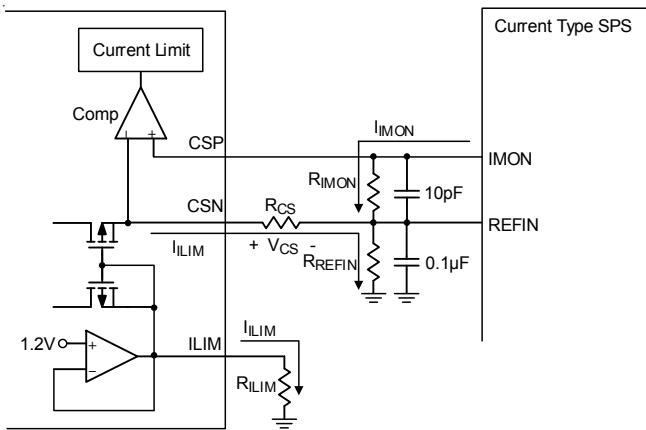 Current Limit
Current Type SPS
Comp
CSP
IIMON
IMON
RIMON
10pF
CSN
RCS
REFIN
IILIM
+ VCS -
RREFIN
0.1µF
1.2V
+
-
ILIM
IILIM
RILIM